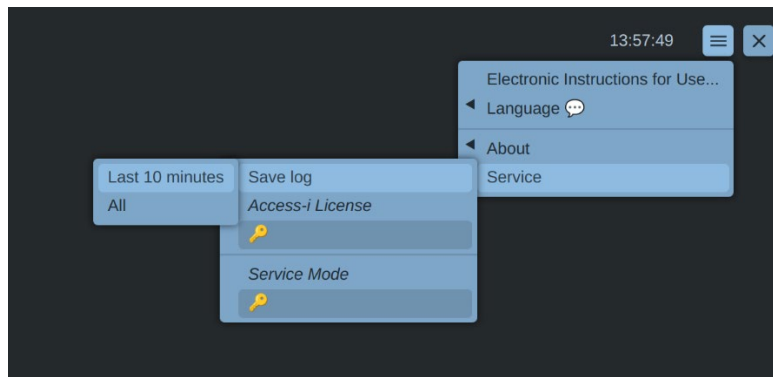 13:57:49
Electronic Instructions for Use...
Language 💬
About
Service
Save log
Access-i License
🔑
Service Mode
🔑
Last 10 minutes
All